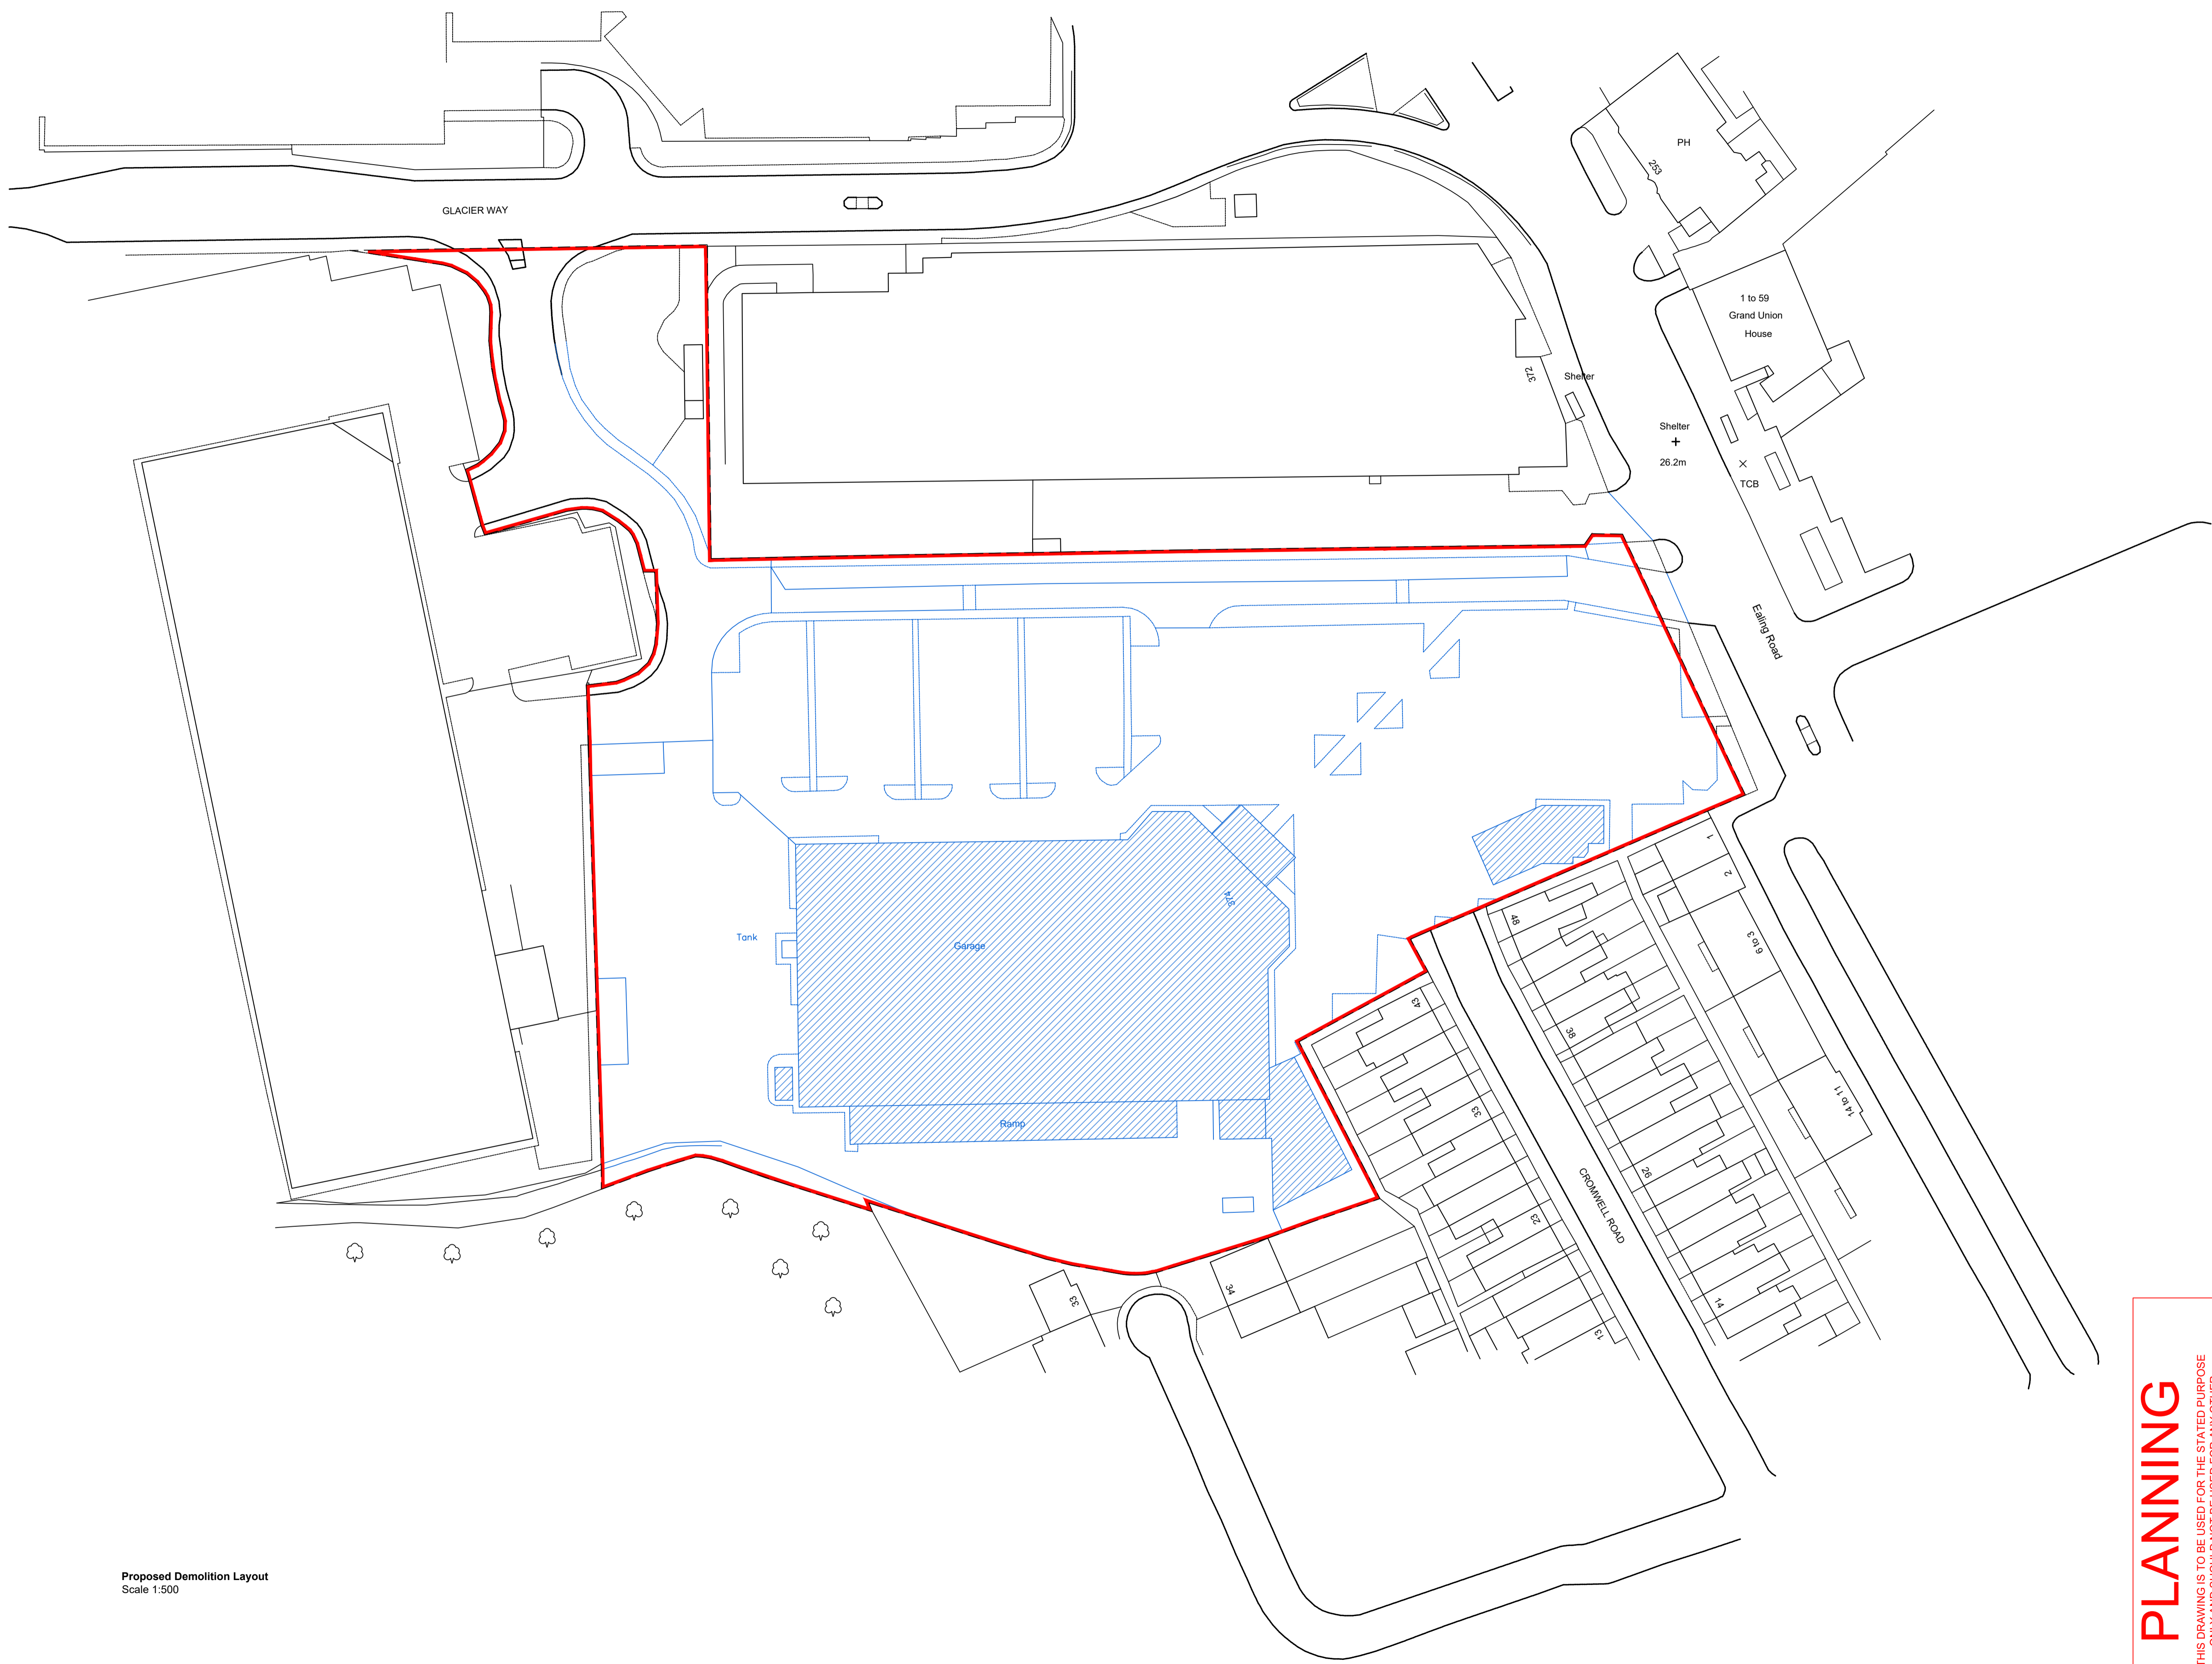 GLACIER WAY
PH
253
1 to 59
Grand Union
House
372
Shelter
Shelter
26.2m
TCB
Ealing Road
374
Garage
Tank
Ramp
1
2
48
9 to 3
43
38
33
14 to 11
26
CROMWELL ROAD
23
14
13
34
33
Proposed Demolition Layout
Scale 1:500
PLANNING
THIS DRAWING IS TO BE USED FOR THE STATED PURPOSE